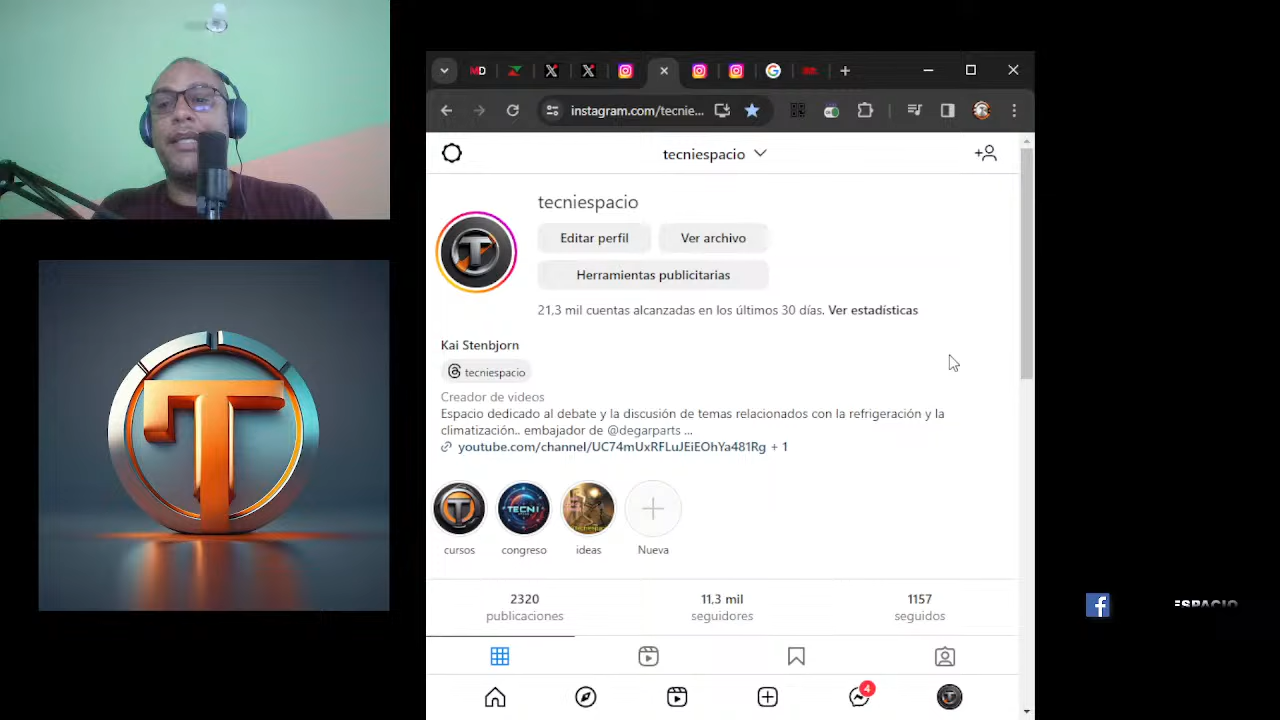 T
MD
instagram.com/tecnie...
tecniespacio
tecniespacio
Editar perfil
Ver archivo
Herramientas publicitarias
21,3 mil cuentas alcanzadas en los últimos 30 días. Ver estadísticas
Kai Stenbjorn
tecniespacio
Creador de videos
Espacio dedicado al debate y la discusión de temas relacionados con la refrigeración y la
climatización.. embajador de @degarparts ...
youtube.com/channel/UC74mUxRFLuJEiEOhYa481Rg + 1
T
TECNI
cursos
congreso
ideas
Nueva
2320
publicaciones
11,3 mil
seguidores
1157
seguidos
4
f
ESPACIO